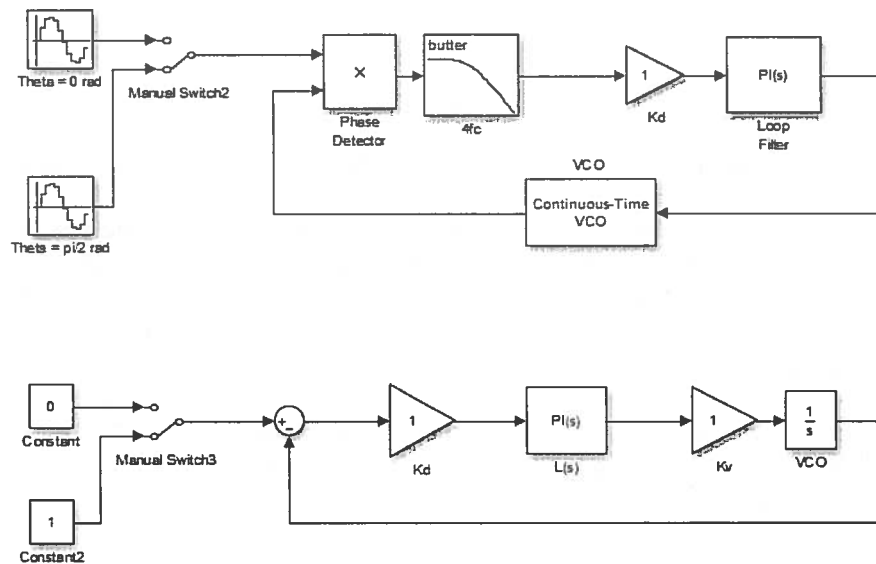 Theta = 0 rad
Manual Switch2
×
Phase
Detector
butter
4fc
1
Kd
PI(s)
Loop
Filter
VCO
Continuous-Time
VCO
Theta = pi/2 rad
0
Constant
Manual Switch3
+
−
1
Kd
PI(s)
L(s)
1
Kv
1
s
VCO
1
Constant2